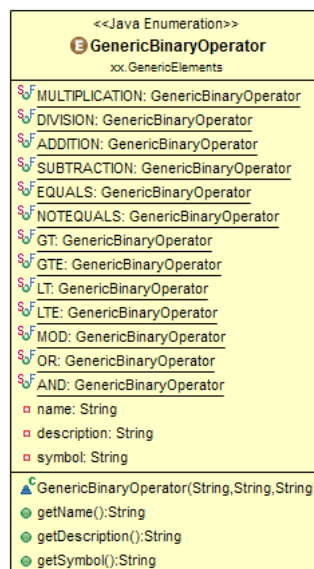 <<Java Enumeration>>
E GenericBinaryOperator
xx.GenericElements
S F MULTIPLICATION: GenericBinaryOperator
S F DIVISION: GenericBinaryOperator
S F ADDITION: GenericBinaryOperator
S F SUBTRACTION: GenericBinaryOperator
S F EQUALS: GenericBinaryOperator
S F NOTEQUALS: GenericBinaryOperator
S F GT: GenericBinaryOperator
S F GTE: GenericBinaryOperator
S F LT: GenericBinaryOperator
S F LTE: GenericBinaryOperator
S F MOD: GenericBinaryOperator
S F OR: GenericBinaryOperator
S F AND: GenericBinaryOperator
name: String
description: String
symbol: String
C GenericBinaryOperator(String,String,String)
getName():String
getDescription():String
getSymbol():String